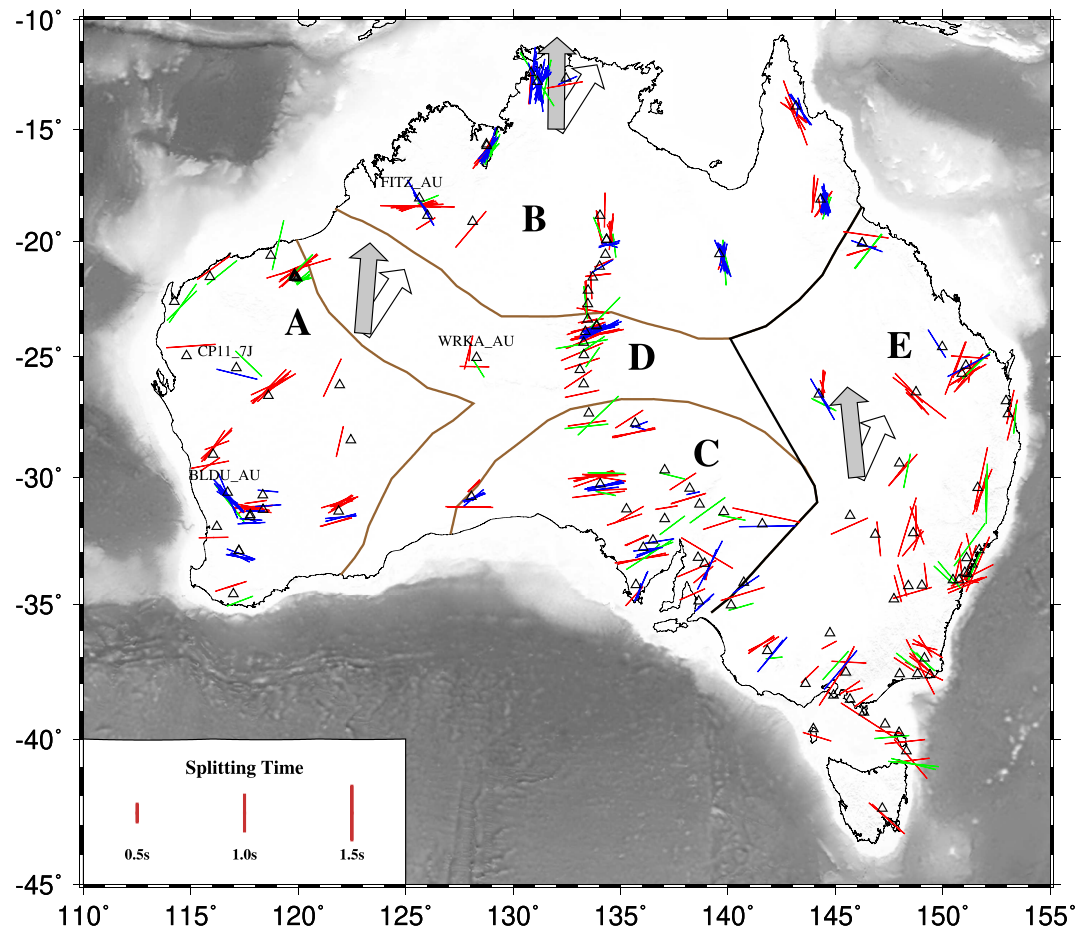 -10˚
-15˚
-20˚
-25˚
-30˚
-35˚
-40˚
-45˚
FITZ_AU
B
A
CP11_7J
WRKA_AU
D
E
C
BLDU_AU
Splitting Time
0.5s 1.0s 1.5s
110˚ 115˚ 120˚ 125˚ 130˚ 135˚ 140˚ 145˚ 150˚ 155˚